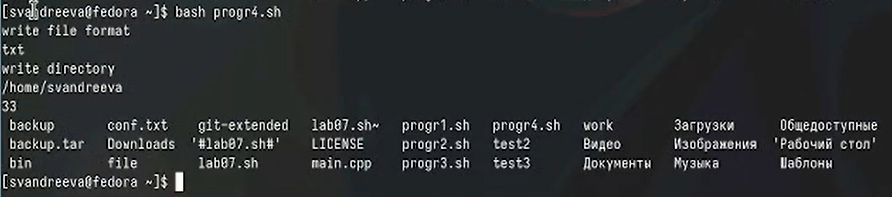 [svandreeva@fedora ~]$ bash progr4.sh
write file format
txt
write directory
/home/svandreeva
33
backup conf.txt git-extended lab07.sh~ progr1.sh progr4.sh work Загрузки Общедоступные
backup.tar Downloads '#lab07.sh#' LICENSE progr2.sh test2 Видео Изображения 'Рабочий стол'
bin file lab07.sh main.cpp progr3.sh test3 Документы Музыка Шаблоны
[svandreeva@fedora ~]$